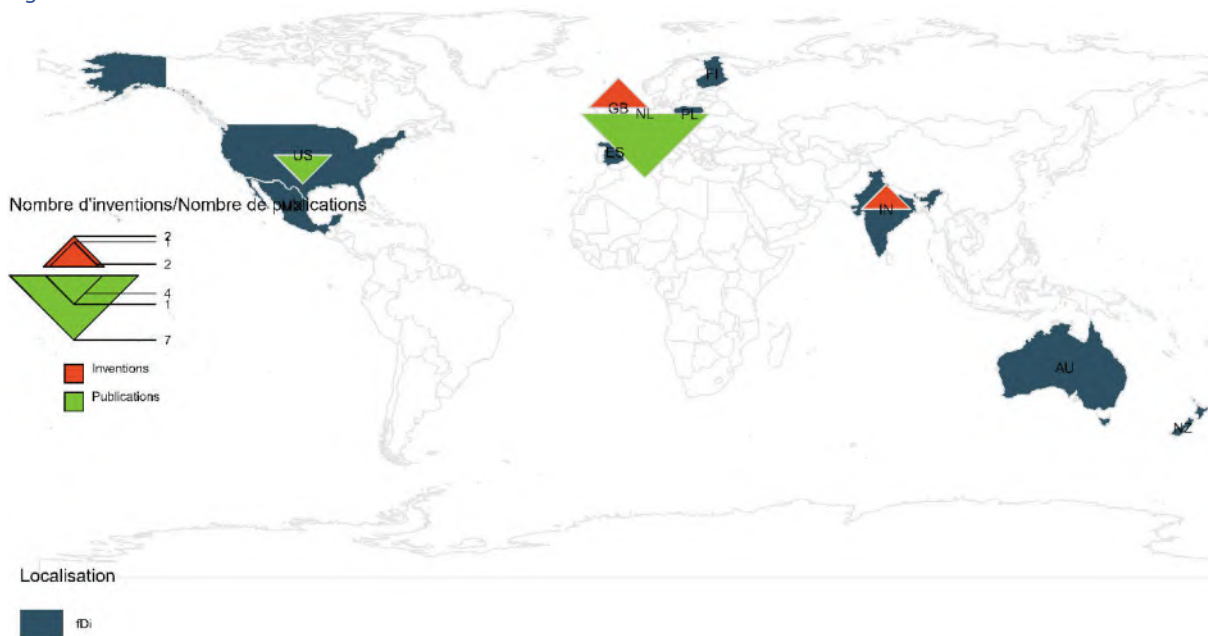 FI
GB
NL
PL
US
ES
Nombre d'inventions/Nombre de publications
IN
2
1
2
4
1
7
AU
Inventions
Publications
NZ
Localisation
fDi